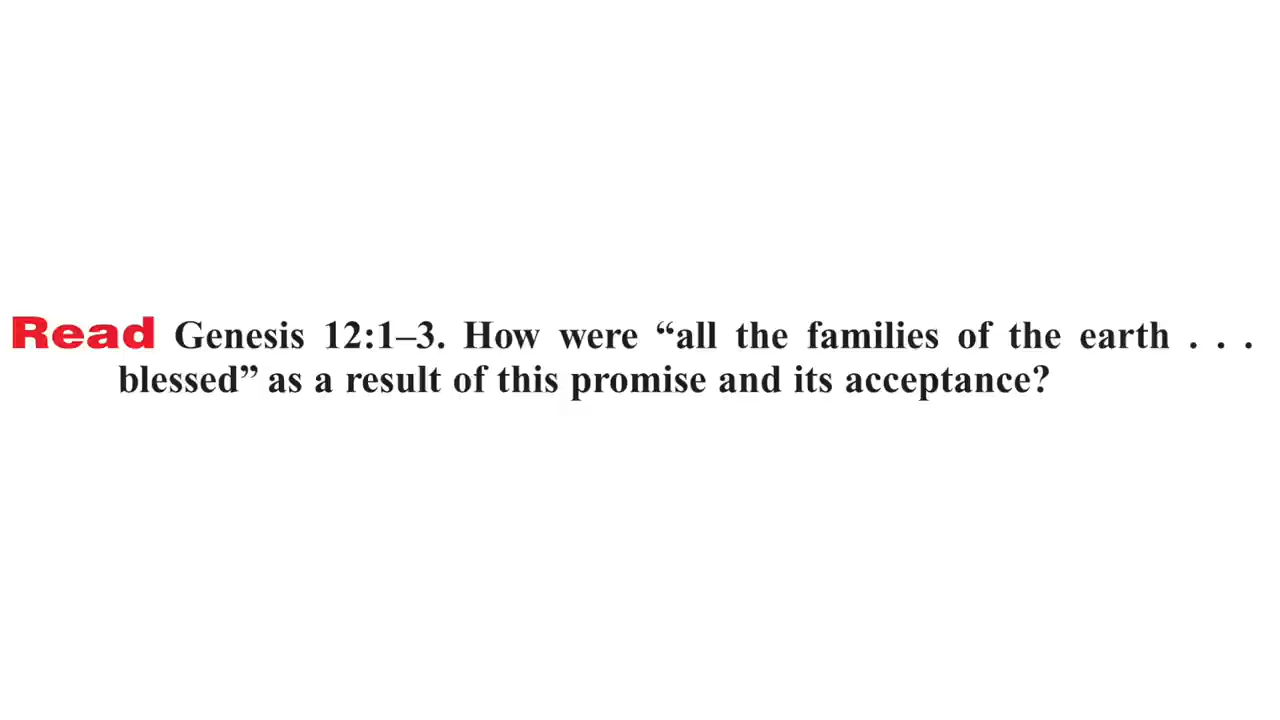 Read Genesis 12:1–3. How were “all the families of the earth . . .
blessed” as a result of this promise and its acceptance?